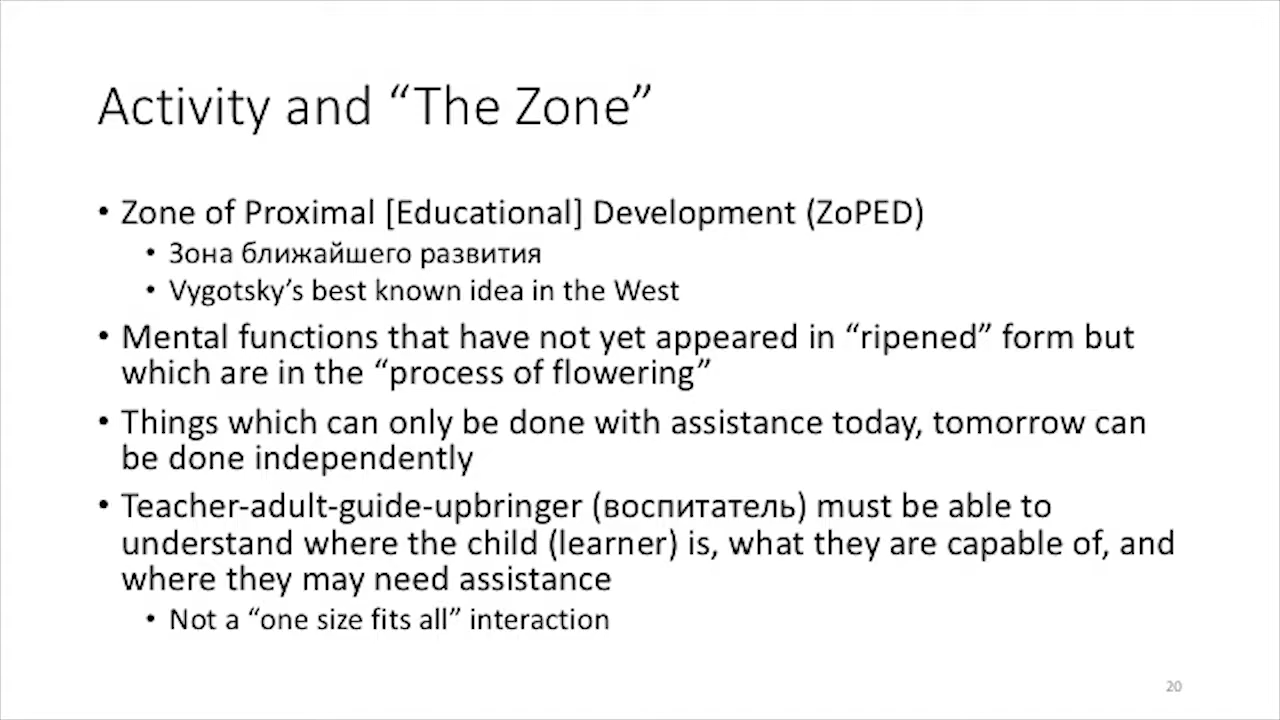 Activity and “The Zone”
• Zone of Proximal [Educational] Development (ZoPED)
• Зона ближайшего развития
• Vygotsky’s best known idea in the West
• Mental functions that have not yet appeared in “ripened” form but
which are in the “process of flowering”
• Things which can only be done with assistance today, tomorrow can
be done independently
• Teacher-adult-guide-upbringer (воспитатель) must be able to
understand where the child (learner) is, what they are capable of, and
where they may need assistance
• Not a “one size fits all” interaction
20